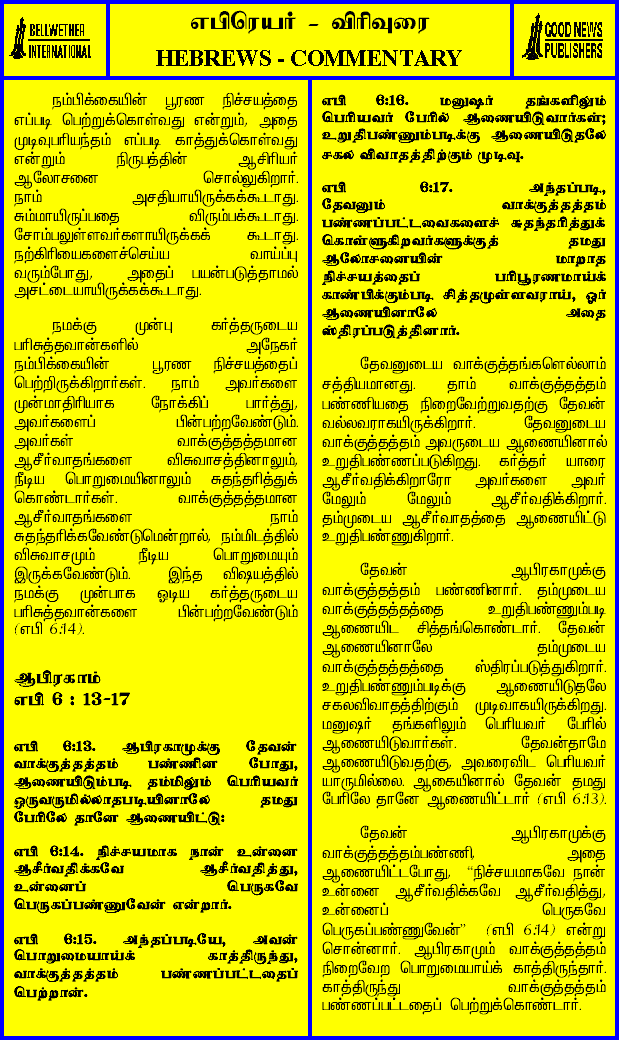 BELLWETHER
INTERNATIONAL
எபிரெயர் - விரிவுரை
HEBREWS - COMMENTARY
GOOD NEWS
PUBLISHERS
நம்பிக்கையின் பூரண நிச்சயத்தை
எப்படி பெற்றுக்கொள்வது என்றும், அதை
முடிவுபரியந்தம் எப்படி காத்துக்கொள்வது
என்றும் நிருபத்தின் ஆசிரியர்
ஆலோசனை சொல்லுகிறார்.
நாம் அசதியாயிருக்கக்கூடாது.
சும்மாயிருப்பதை விரும்பக்கூடாது.
சோம்பலுள்ளவர்களாயிருக்கக் கூடாது.
நற்கிரியைகளைச்செய்ய வாய்ப்பு
வரும்போது, அதைப் பயன்படுத்தாமல்
அசட்டையாயிருக்கக்கூடாது.
நமக்கு முன்பு கர்த்தருடைய
பரிசுத்தவான்களில் அநேகர்
நம்பிக்கையின் பூரண நிச்சயத்தைப்
பெற்றிருக்கிறார்கள். நாம் அவர்களை
முன்மாதிரியாக நோக்கிப் பார்த்து,
அவர்களைப் பின்பற்றவேண்டும்.
அவர்கள் வாக்குத்தத்தமான
ஆசீர்வாதங்களை விசுவாசத்தினாலும்,
நீடிய பொறுமையினாலும் சுதந்தரித்துக்
கொண்டார்கள். வாக்குத்தத்தமான
ஆசீர்வாதங்களை நாம்
சுதந்தரிக்கவேண்டுமென்றால், நம்மிடத்தில்
விசுவாசமும் நீடிய பொறுமையும்
இருக்கவேண்டும். இந்த விஷயத்தில்
நமக்கு முன்பாக ஓடிய கர்த்தருடைய
பரிசுத்தவான்களை பின்பற்றவேண்டும்
(எபி 6:14).
ஆபிரகாம்
எபி 6 : 13-17
எபி 6:13. ஆபிரகாமுக்கு தேவன்
வாக்குத்தத்தம் பண்ணின போது,
ஆணையிடும்படி தம்மிலும் பெரியவர்
ஒருவருமில்லாதபடியினாலே தமது
பேரிலே தானே ஆணையிட்டு:
எபி 6:14. நிச்சயமாக நான் உன்னை
ஆசீர்வதிக்கவே ஆசீர்வதித்து,
உன்னைப் பெருகவே
பெருகப்பண்ணுவேன் என்றார்.
எபி 6:15. அந்தப்படியே, அவன்
பொறுமையாய்க் காத்திருந்து,
வாக்குத்தத்தம் பண்ணப்பட்டதைப்
பெற்றான்.
எபி 6:16. மனுஷர் தங்களிலும்
பெரியவர் பேரில் ஆணையிடுவார்கள்;
உறுதிபண்ணும்படிக்கு ஆணையிடுதலே
சகல விவாதத்திற்கும் முடிவு.
எபி 6:17. அந்தப்படி,
தேவனும் வாக்குத்தத்தம்
பண்ணப்பட்டவைகளைச் சுதந்தரித்துக்
கொள்ளுகிறவர்களுக்குத் தமது
ஆலோசனையின் மாறாத
நிச்சயத்தைப் பரிபூரணமாய்க்
காண்பிக்கும்படி சித்தமுள்ளவராய், ஓர்
ஆணையினாலே அதை
ஸ்திரப்படுத்தினார்.
தேவனுடைய வாக்குத்தங்களெல்லாம்
சத்தியமானது. தாம் வாக்குத்தத்தம்
பண்ணியதை நிறைவேற்றுவதற்கு தேவன்
வல்லவராகயிருக்கிறார். தேவனுடைய
வாக்குத்தத்தம் அவருடைய ஆணையினால்
உறுதிபண்ணப்படுகிறது. கர்த்தர் யாரை
ஆசீர்வதிக்கிறாரோ அவர்களை அவர்
மேலும் மேலும் ஆசீர்வதிக்கிறார்.
தம்முடைய ஆசீர்வாதத்தை ஆணையிட்டு
உறுதிபண்ணுகிறார்.
தேவன் ஆபிரகாமுக்கு
வாக்குத்தத்தம் பண்ணினார். தம்முடைய
வாக்குத்தத்தத்தை உறுதிபண்ணும்படி
ஆணையிட சித்தங்கொண்டார். தேவன்
ஆணையினாலே தம்முடைய
வாக்குத்தத்தத்தை ஸ்திரப்படுத்துகிறார்.
உறுதிபண்ணும்படிக்கு ஆணையிடுதலே
சகலவிவாதத்திற்கும் முடிவாகயிருக்கிறது.
மனுஷர் தங்களிலும் பெரியவர் பேரில்
ஆணையிடுவார்கள். தேவன்தாமே
ஆணையிடுவதற்கு, அவரைவிட பெரியவர்
யாருமில்லை. ஆகையினால் தேவன் தமது
பேரிலே தானே ஆணையிட்டார் (எபி 6:13).
தேவன் ஆபிரகாமுக்கு
வாக்குத்தத்தம்பண்ணி, அதை
ஆணையிட்டபோது, “நிச்சயமாகவே நான்
உன்னை ஆசீர்வதிக்கவே ஆசீர்வதித்து,
உன்னைப் பெருகவே
பெருகப்பண்ணுவேன்” (எபி 6:14) என்று
சொன்னார். ஆபிரகாமும் வாக்குத்தத்தம்
நிறைவேற பொறுமையாய்க் காத்திருந்தார்.
காத்திருந்து வாக்குத்தத்தம்
பண்ணப்பட்டதைப் பெற்றுக்கொண்டார்.